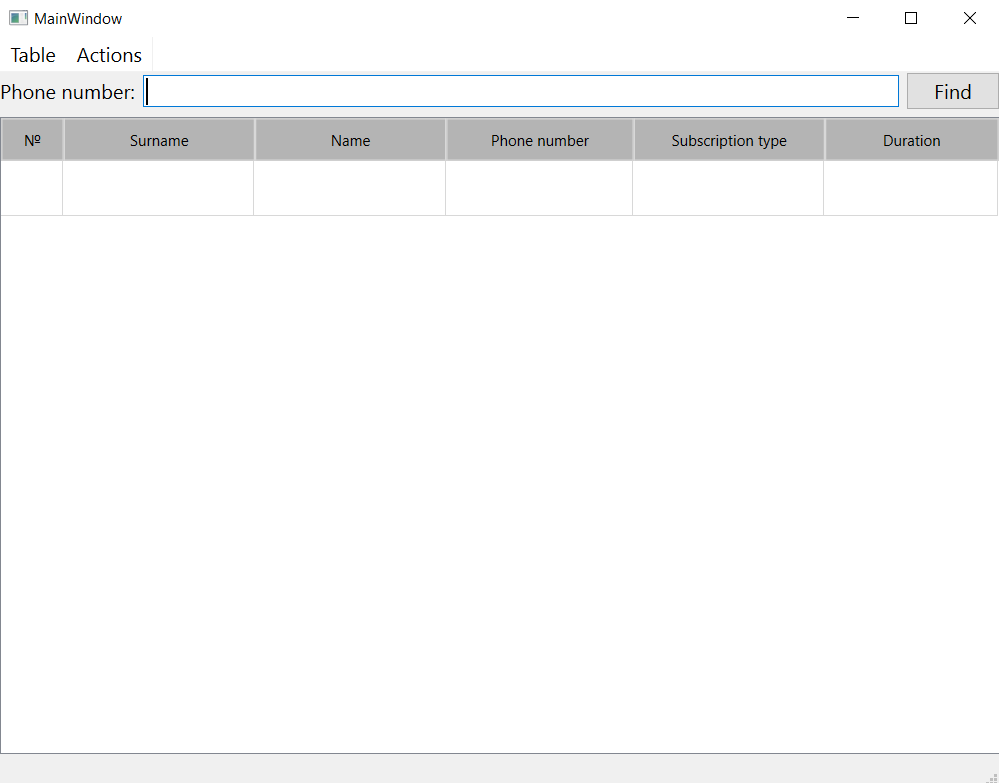 MainWindow
Table Actions
Phone number: Find
Nº Surname Name Phone number Subscription type Duration